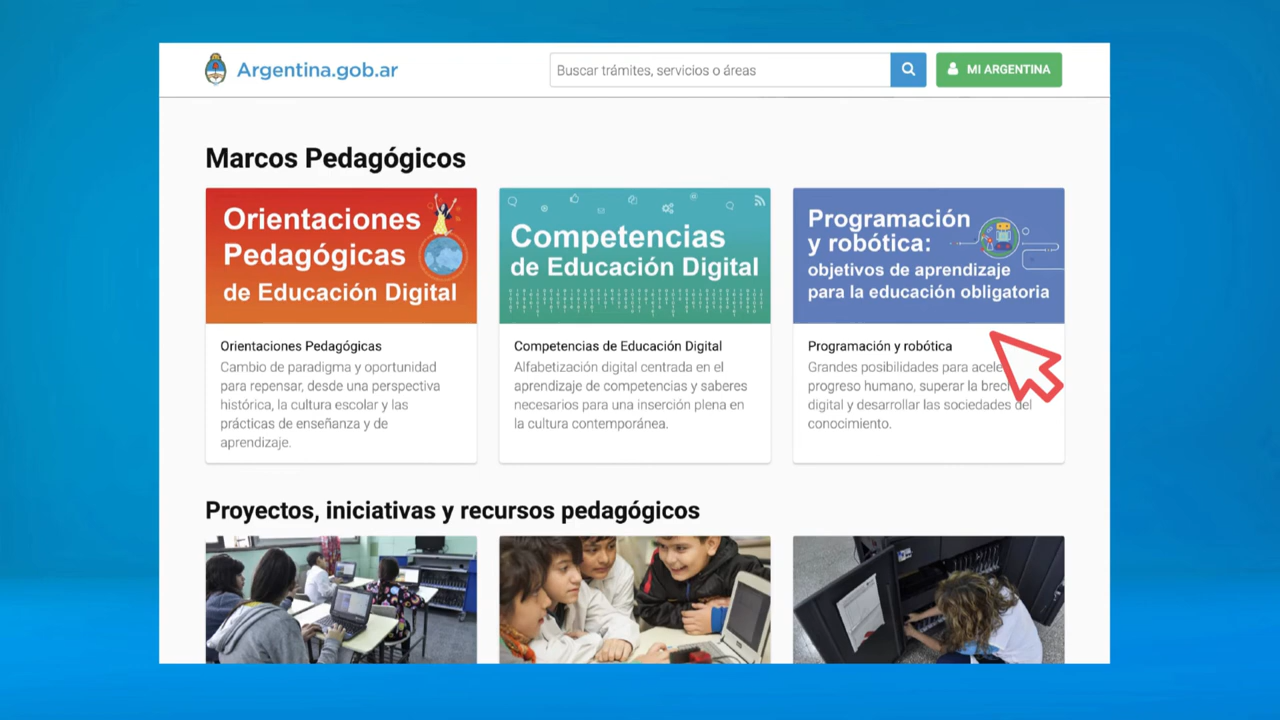 Argentina.gob.ar
Buscar trámites, servicios o áreas
MI ARGENTINA
Marcos Pedagógicos
Orientaciones
Pedagógicas
de Educación Digital
Competencias
de Educación Digital
Programación
y robótica:
objetivos de aprendizaje
para la educación obligatoria
Orientaciones Pedagógicas
Cambio de paradigma y oportunidad
para repensar, desde una perspectiva
histórica, la cultura escolar y las
prácticas de enseñanza y de
aprendizaje.
Competencias de Educación Digital
Alfabetización digital centrada en el
aprendizaje de competencias y saberes
necesarios para una inserción plena en
la cultura contemporánea.
Programación y robótica
Grandes posibilidades para
progreso humano, superar la
digital y desarrollar las sociedades del
conocimiento.
Proyectos, iniciativas y recursos pedagógicos